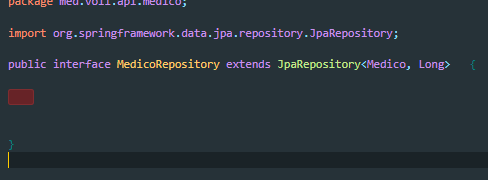 package med.voll.api.medico;
import org.springframework.data.jpa.repository.JpaRepository;
public interface MedicoRepository extends JpaRepository<Medico, Long> {
}